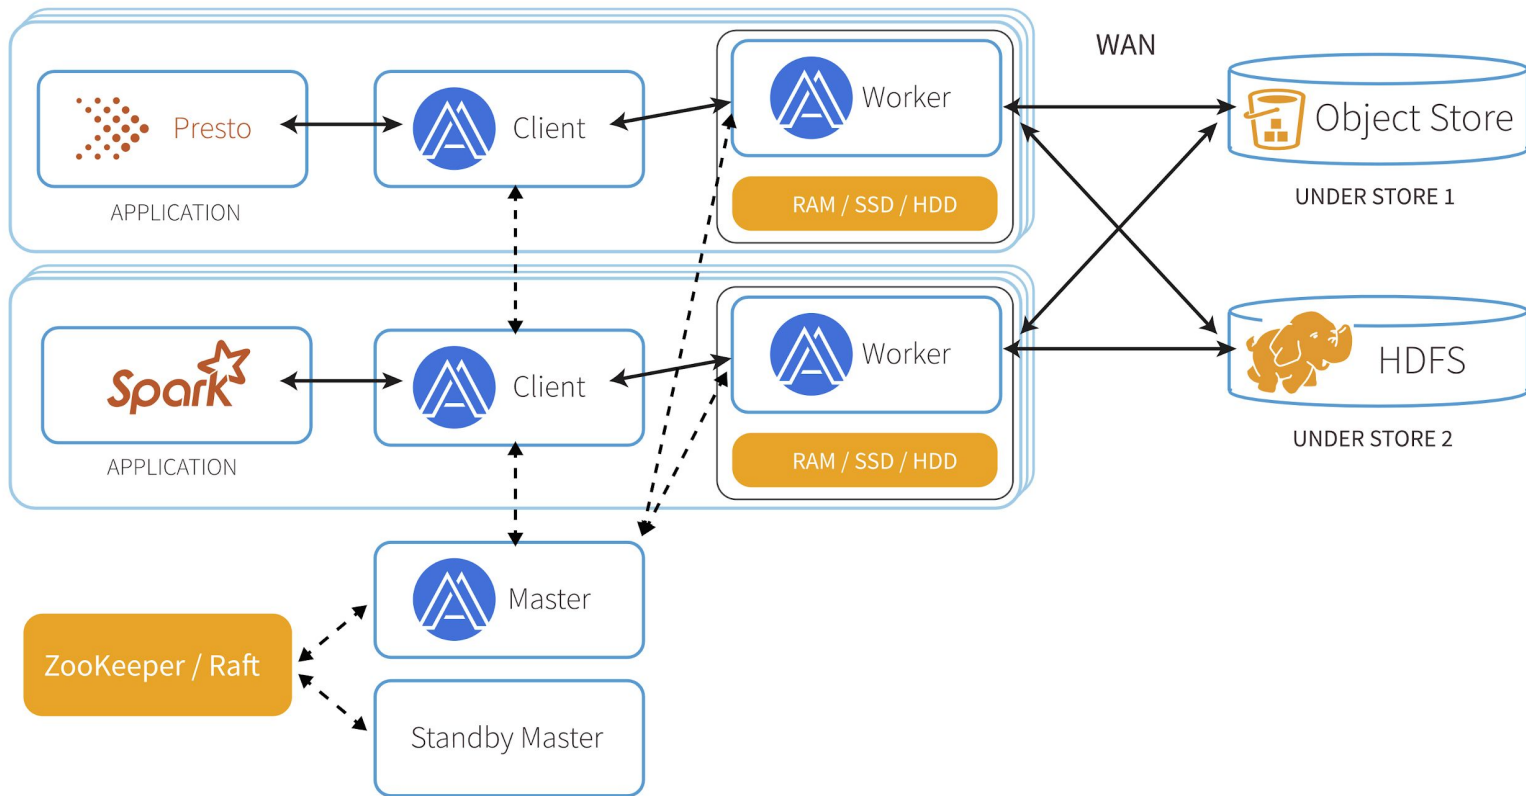 WAN
Presto
Client
Worker
Object Store
APPLICATION
RAM / SSD / HDD
UNDER STORE 1
Spark
Client
Worker
HDFS
APPLICATION
RAM / SSD / HDD
UNDER STORE 2
Master
ZooKeeper / Raft
Standby Master